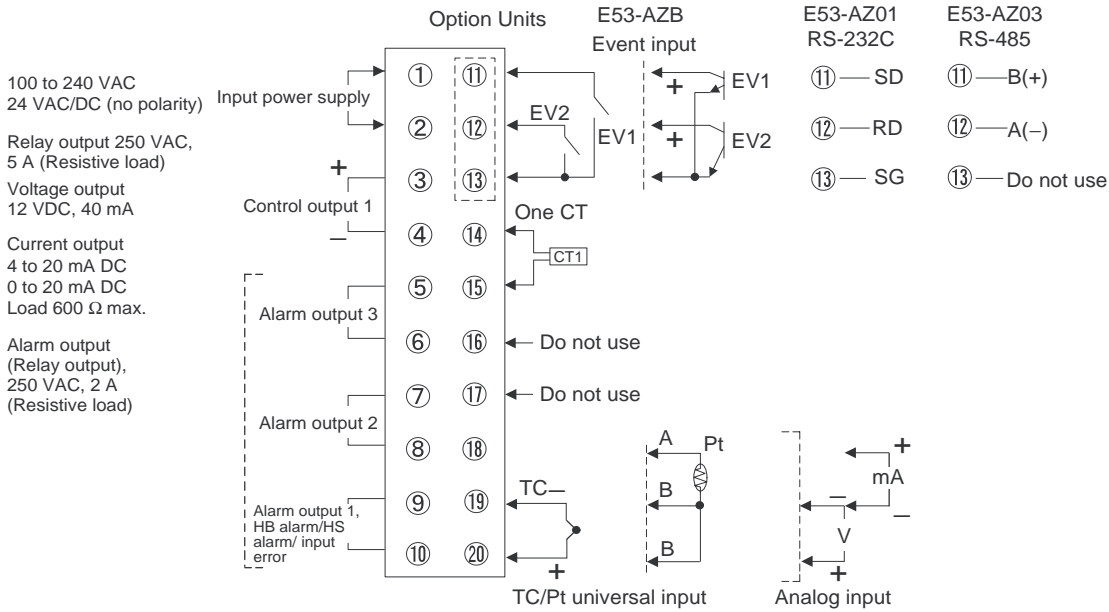 Option Units
E53-AZB
Event input
E53-AZ01
RS-232C
E53-AZ03
RS-485
100 to 240 VAC
24 VAC/DC (no polarity)
Input power supply
Relay output 250 VAC,
5 A (Resistive load)
Voltage output
12 VDC, 40 mA
Current output
4 to 20 mA DC
0 to 20 mA DC
Load 600 Ω max.
Alarm output
(Relay output),
250 VAC, 2 A
(Resistive load)
+
Control output 1
–
Alarm output 3
Alarm output 2
Alarm output 1,
HB alarm/HS
alarm/ input
error
① ⑪
② ⑫
③ ⑬
④ ⑭
⑤ ⑮
⑥ ⑯
⑦ ⑰
⑧ ⑱
⑨ ⑲
⑩ ⑳
EV2
EV1
+ EV1
+ EV2
⑪ SD
⑫ RD
⑬ SG
⑪ B(+)
⑫ A(–)
⑬ Do not use
One CT
CT1
Do not use
Do not use
TC–
+
A Pt
B
B
TC/Pt universal input
+
mA
– –
V
+
Analog input